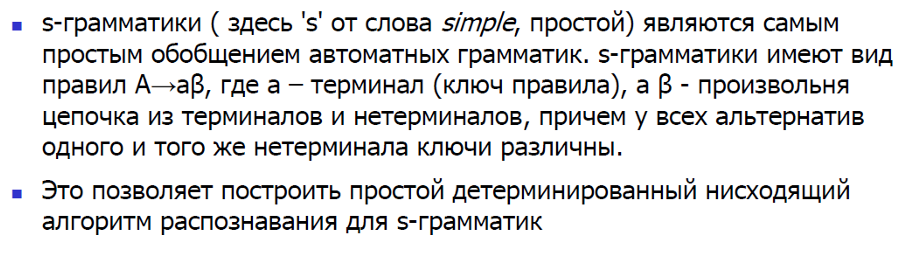 s-грамматики ( здесь 's' от слова simple, простой) являются самым
простым обобщением автоматных грамматик. s-грамматики имеют вид
правил A→aβ, где a – терминал (ключ правила), а β - произвольня
цепочка из терминалов и нетерминалов, причем у всех альтернатив
одного и того же нетерминала ключи различны.
Это позволяет построить простой детерминированный нисходящий
алгоритм распознавания для s-грамматик